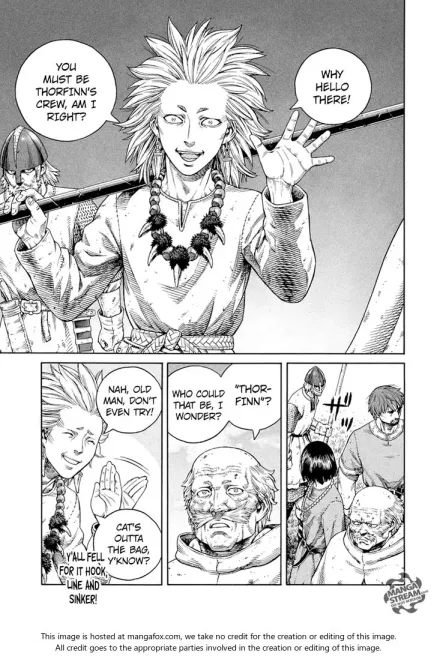 WHY
HELLO
THERE!
YOU
MUST BE
THORFINN'S
CREW, AM I
RIGHT?
"THOR-
FINN"?
WHO COULD
THAT BE, I
WONDER?
NAH, OLD
MAN, DON'T
EVEN TRY!
CAT'S
OUTTA
THE BAG,
Y'KNOW?
Y'ALL FELL
FOR IT HOOK,
LINE AND
SINKER!
MANGA
STREAM
This image is hosted at mangafox.com, we take no credit for the creation or editing of this image.
All credit goes to the appropriate parties involved in the creation or editing of this image.